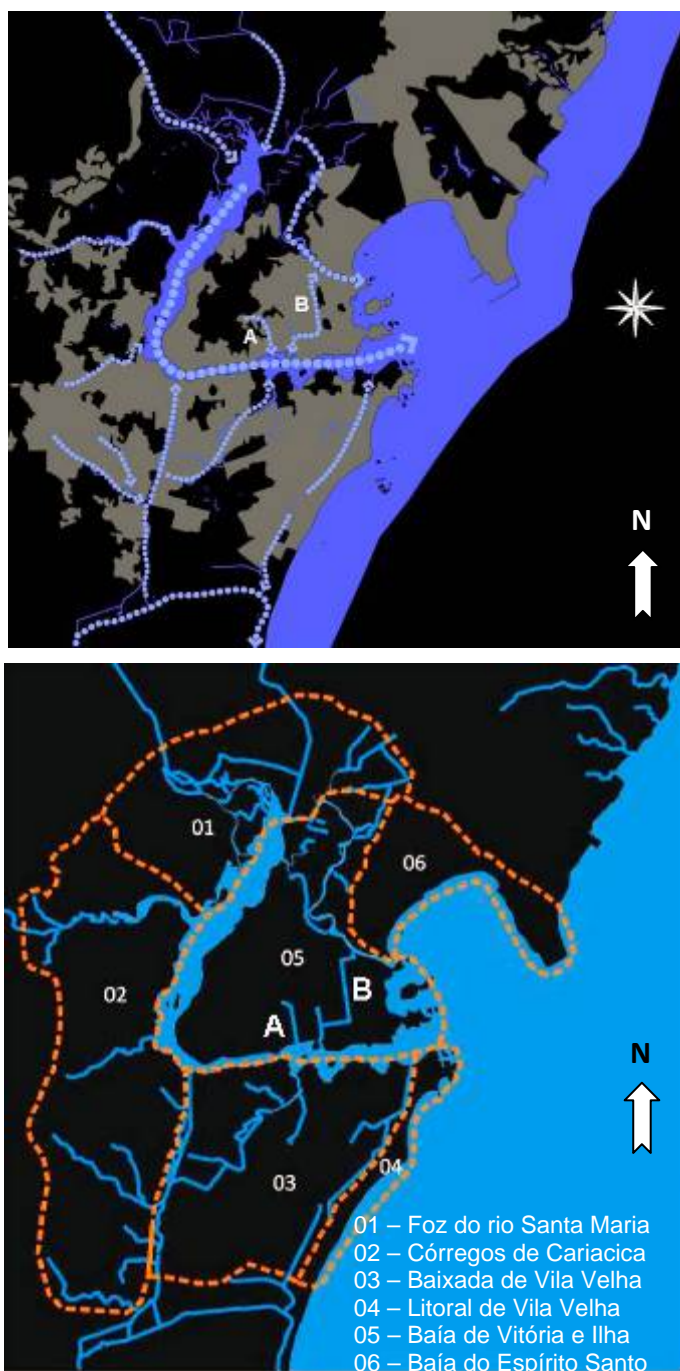 B
A
N
01
06
05
02
B
A
N
03
04
01 – Foz do rio Santa Maria
02 – Córregos de Cariacica
03 – Baixada de Vila Velha
04 – Litoral de Vila Velha
05 – Baía de Vitória e Ilha
06 – Baía do Espírito Santo